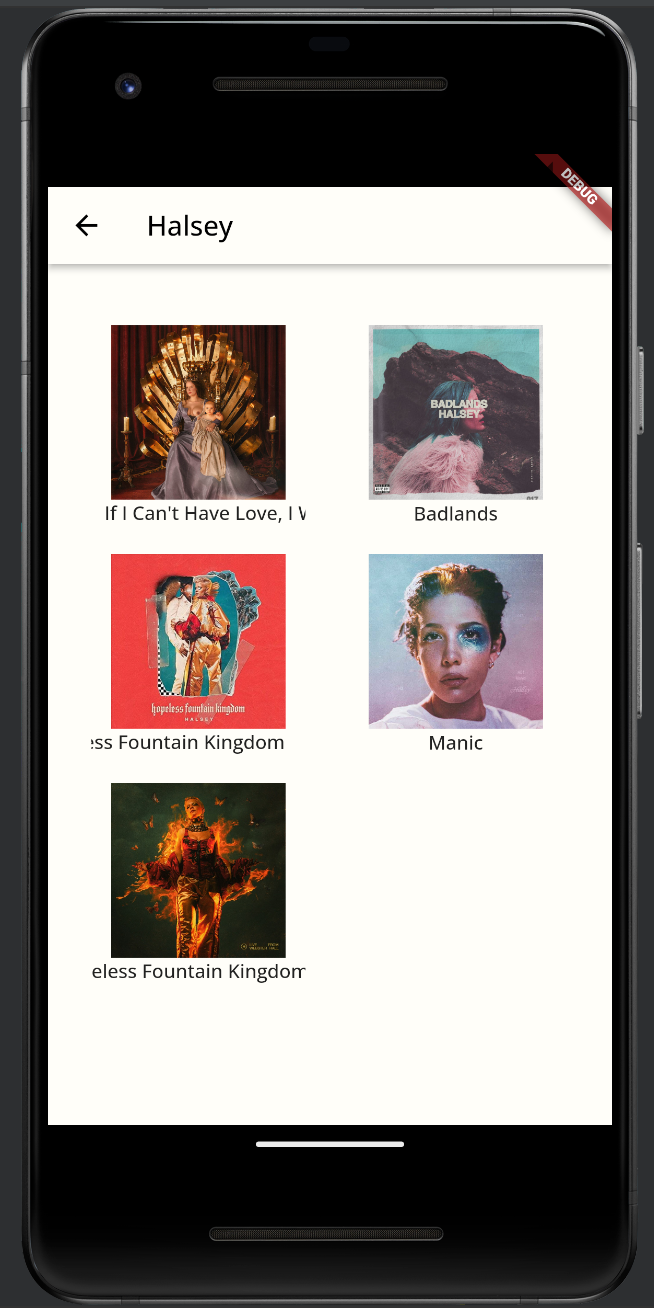 DEBUG
Halsey
BADLANDS
HALSEY
If I Can't Have Love, I W
Badlands
hopeless fountain kingdom
HALSEY
ess Fountain Kingdom
Manic
eless Fountain Kingdom